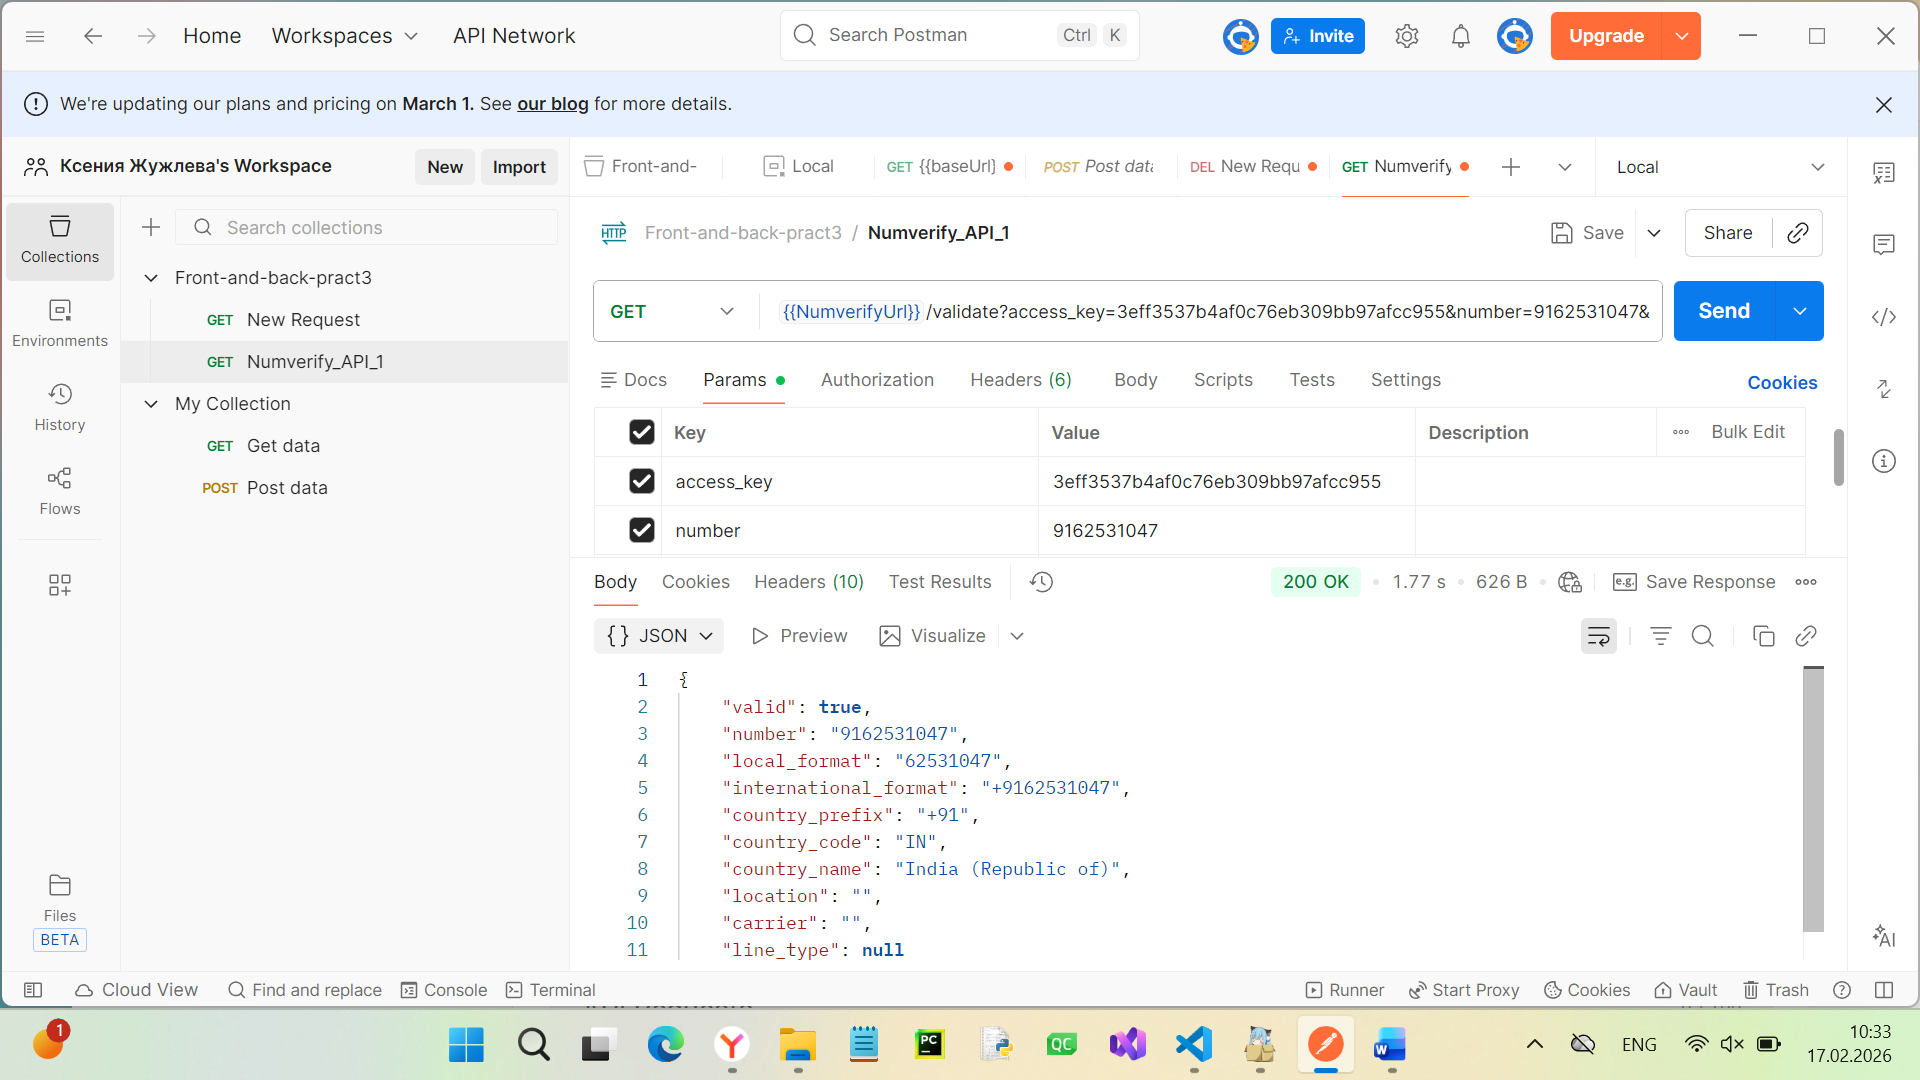 Home
Workspaces
API Network
Search Postman
Ctrl K
Invite
Upgrade
We're updating our plans and pricing on March 1. See our blog for more details.
Ксения Жужлева's Workspace
New
Import
Front-and-
Local
GET {{baseUrl}
POST Post data
DEL New Requ
GET Numverify
Local
Collections
Environments
History
Flows
Files
BETA
Search collections
Front-and-back-pract3
GET New Request
GET Numverify_API_1
My Collection
GET Get data
POST Post data
HTTP
Front-and-back-pract3 / Numverify_API_1
Save
Share
GET
{{NumverifyUrl}} /validate?access_key=3eff3537b4af0c76eb309bb97afcc955&number=9162531047&
Send
Docs
Params
Authorization
Headers (6)
Body
Scripts
Tests
Settings
Cookies
Key
Value
Description
Bulk Edit
access_key
3eff3537b4af0c76eb309bb97afcc955
number
9162531047
Body
Cookies
Headers (10)
Test Results
200 OK
1.77 s
626 B
e.g. Save Response
{} JSON
Preview
Visualize
1 {
2 "valid": true,
3 "number": "9162531047",
4 "local_format": "62531047",
5 "international_format": "+9162531047",
6 "country_prefix": "+91",
7 "country_code": "IN",
8 "country_name": "India (Republic of)",
9 "location": "",
10 "carrier": "",
11 "line_type": null
AI
Cloud View
Find and replace
Console
Terminal
Runner
Start Proxy
Cookies
Vault
Trash
1
PC
QC
W
ENG
10:33
17.02.2026